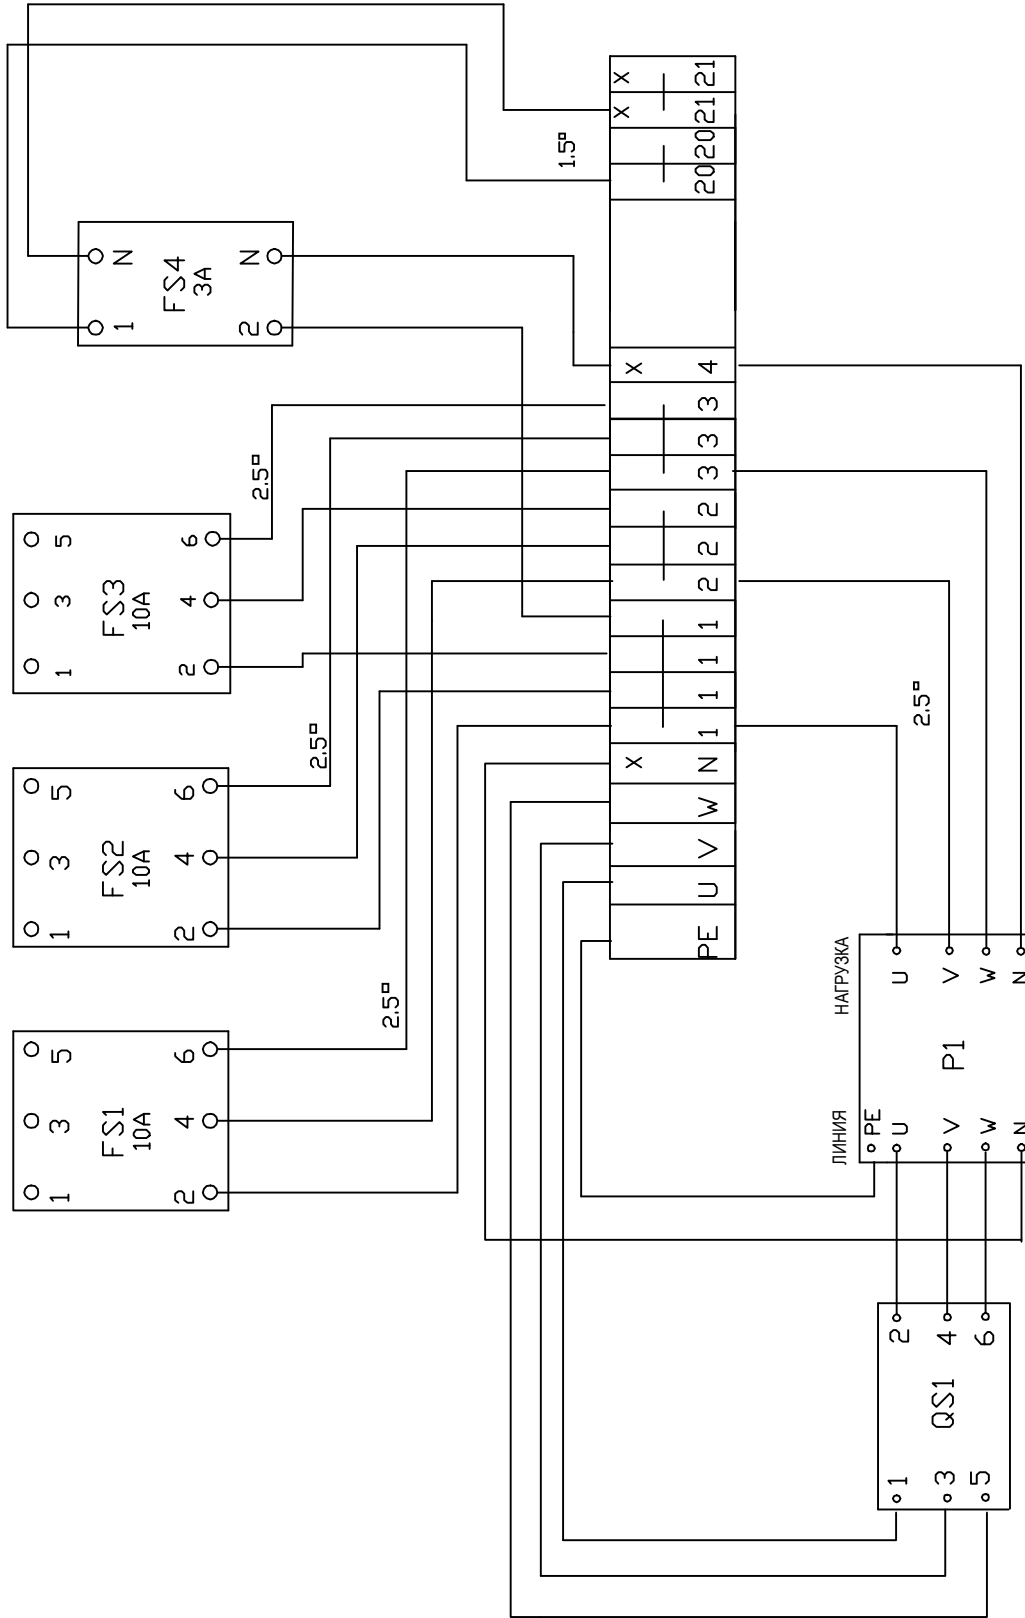 1 3 5
FS1
10A
2 4 6
2.5□
1 3 5
FS2
10A
2 4 6
2.5□
1 3 5
FS3
10A
2 4 6
2.5□
1 N
FS4
3A
2 N
1.5□
X X X X
PE U V W N 1 1 1 1 2 2 2 3 3 3 4 20 20 21 21
2.5□
1 2
3 4
QS1
5 6
ЛИНИЯ НАГРУЗКА
PE
U U
V V
P1
W W
N N